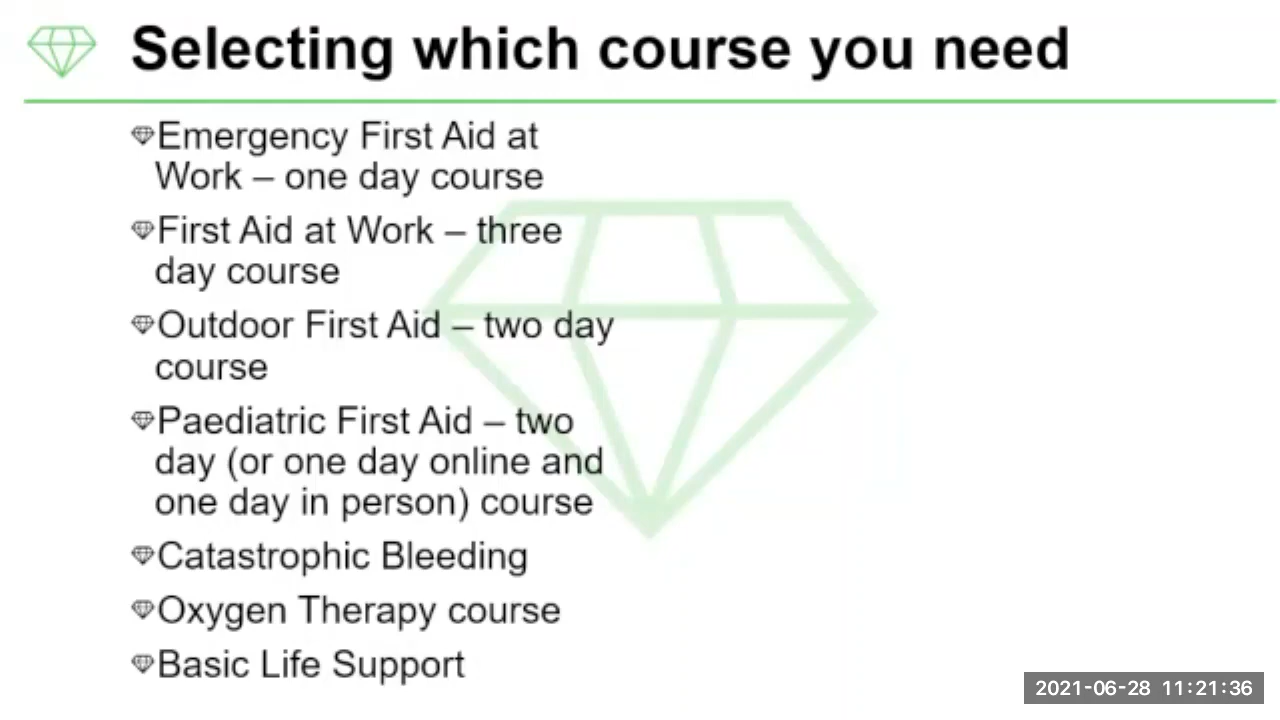 Selecting which course you need
Emergency First Aid at
Work – one day course
First Aid at Work – three
day course
Outdoor First Aid – two day
course
Paediatric First Aid – two
day (or one day online and
one day in person) course
Catastrophic Bleeding
Oxygen Therapy course
Basic Life Support
2021-06-28 11:21:36